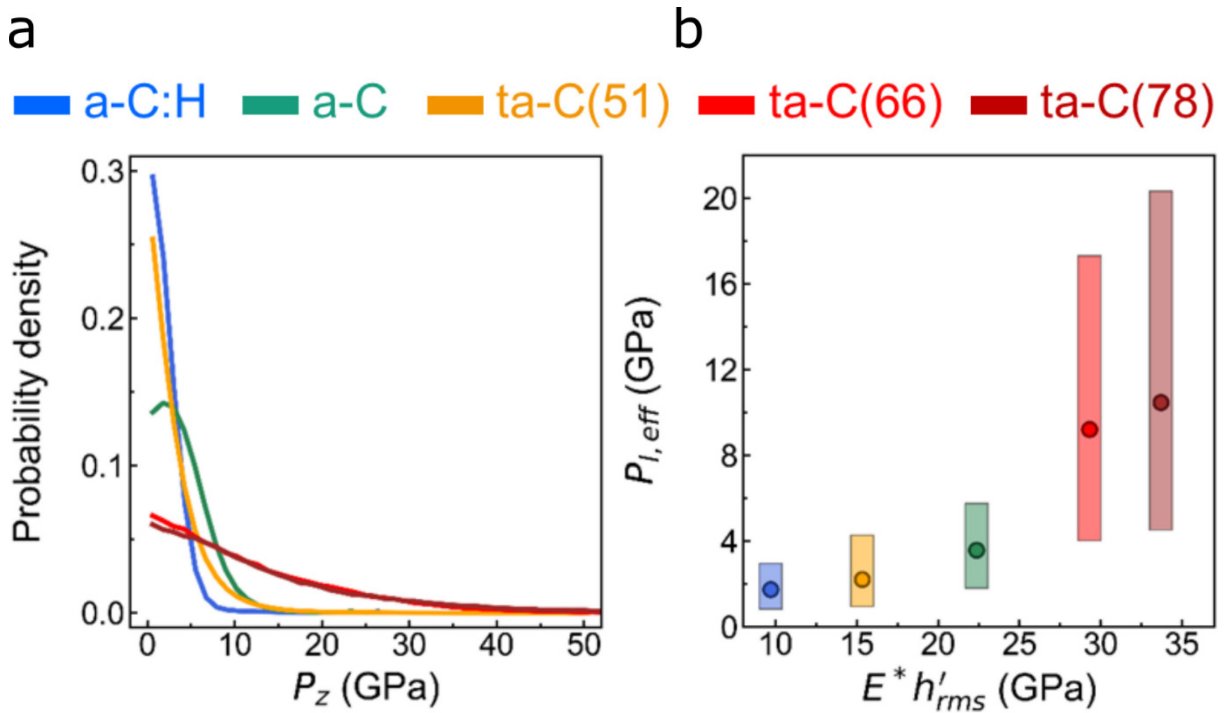 a
b
a-C:H a-C ta-C(51) ta-C(66) ta-C(78)
Probability density
0.3
0.2
0.1
0.0
0 10 20 30 40 50
P_z (GPa)
P_{l,eff} (GPa)
20
16
12
8
4
0
10 15 20 25 30 35
E* h'_{rms} (GPa)